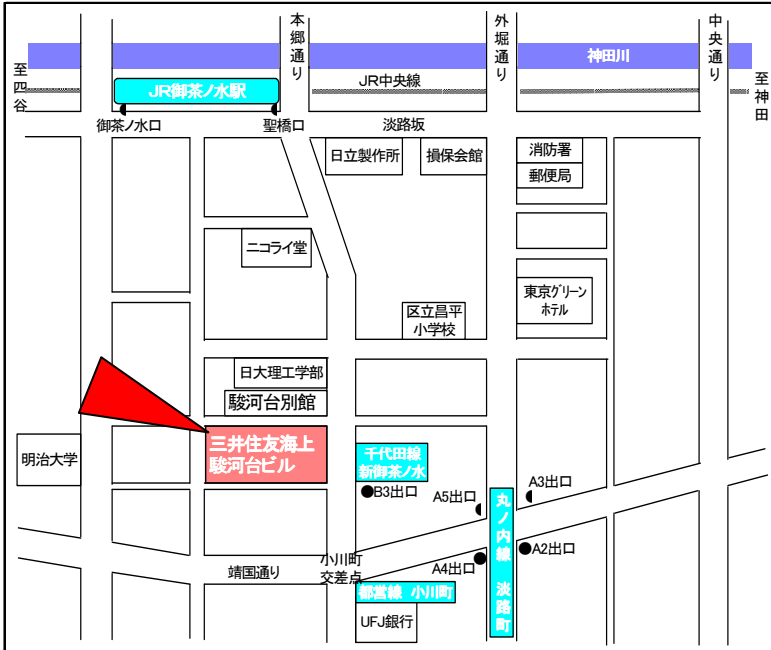 本郷通り
外堀通り
中央通り
神田川
至四谷
JR御茶ノ水駅
JR中央線
至神田
御茶ノ水口
聖橋口
淡路坂
日立製作所
損保会館
消防署
郵便局
ニコライ堂
東京グリーン
ホテル
区立昌平
小学校
日大理工学部
駿河台別館
三井住友海上
駿河台ビル
明治大学
千代田線
新御茶ノ水
B3出口
A5出口
A3出口
丸ノ内線 淡路町
A2出口
A4出口
小川町
交差点
靖国通り
都営線 小川町
UFJ銀行